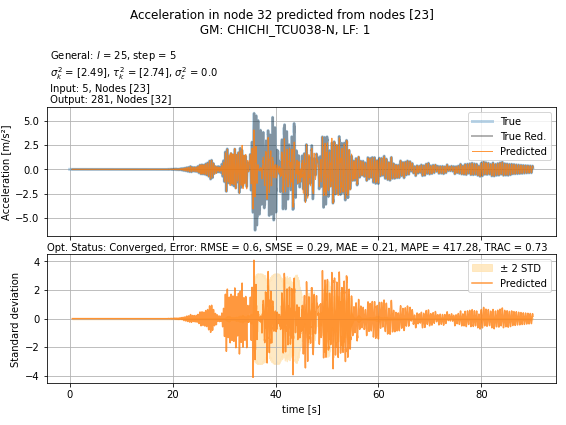 Acceleration in node 32 predicted from nodes [23]
GM: CHICHI_TCU038-N, LF: 1
General: l = 25, step = 5
σ²ₖ = [2.49], τ²ₖ = [2.74], σ²ε = 0.0
Input: 5, Nodes [23]
Output: 281, Nodes [32]
Acceleration [m/s²]
5.0
2.5
0.0
−2.5
−5.0
True
True Red.
Predicted
Opt. Status: Converged, Error: RMSE = 0.6, SMSE = 0.29, MAE = 0.21, MAPE = 417.28, TRAC = 0.73
Standard deviation
4
2
0
−2
−4
± 2 STD
Predicted
0 20 40 60 80
time [s]